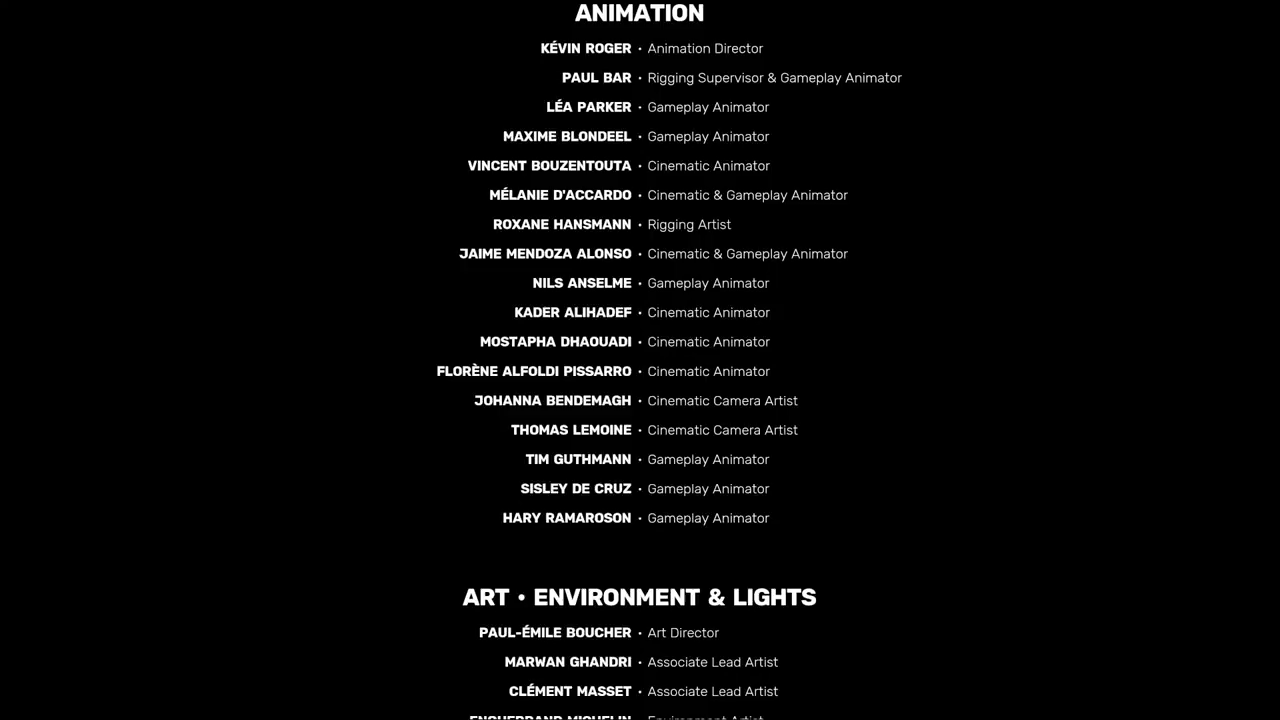 ANIMATION
KÉVIN ROGER • Animation Director
PAUL BAR • Rigging Supervisor & Gameplay Animator
LÉA PARKER • Gameplay Animator
MAXIME BLONDEEL • Gameplay Animator
VINCENT BOUZENTOUTA • Cinematic Animator
MÉLANIE D'ACCARDO • Cinematic & Gameplay Animator
ROXANE HANSMANN • Rigging Artist
JAIME MENDOZA ALONSO • Cinematic & Gameplay Animator
NILS ANSELME • Gameplay Animator
KADER ALIHADEF • Cinematic Animator
MOSTAPHA DHAOUADI • Cinematic Animator
FLORÈNE ALFOLDI PISSARRO • Cinematic Animator
JOHANNA BENDEMAGH • Cinematic Camera Artist
THOMAS LEMOINE • Cinematic Camera Artist
TIM GUTHMANN • Gameplay Animator
SISLEY DE CRUZ • Gameplay Animator
HARY RAMAROSON • Gameplay Animator
ART • ENVIRONMENT & LIGHTS
PAUL-ÉMILE BOUCHER • Art Director
MARWAN GHANDRI • Associate Lead Artist
CLÉMENT MASSET • Associate Lead Artist